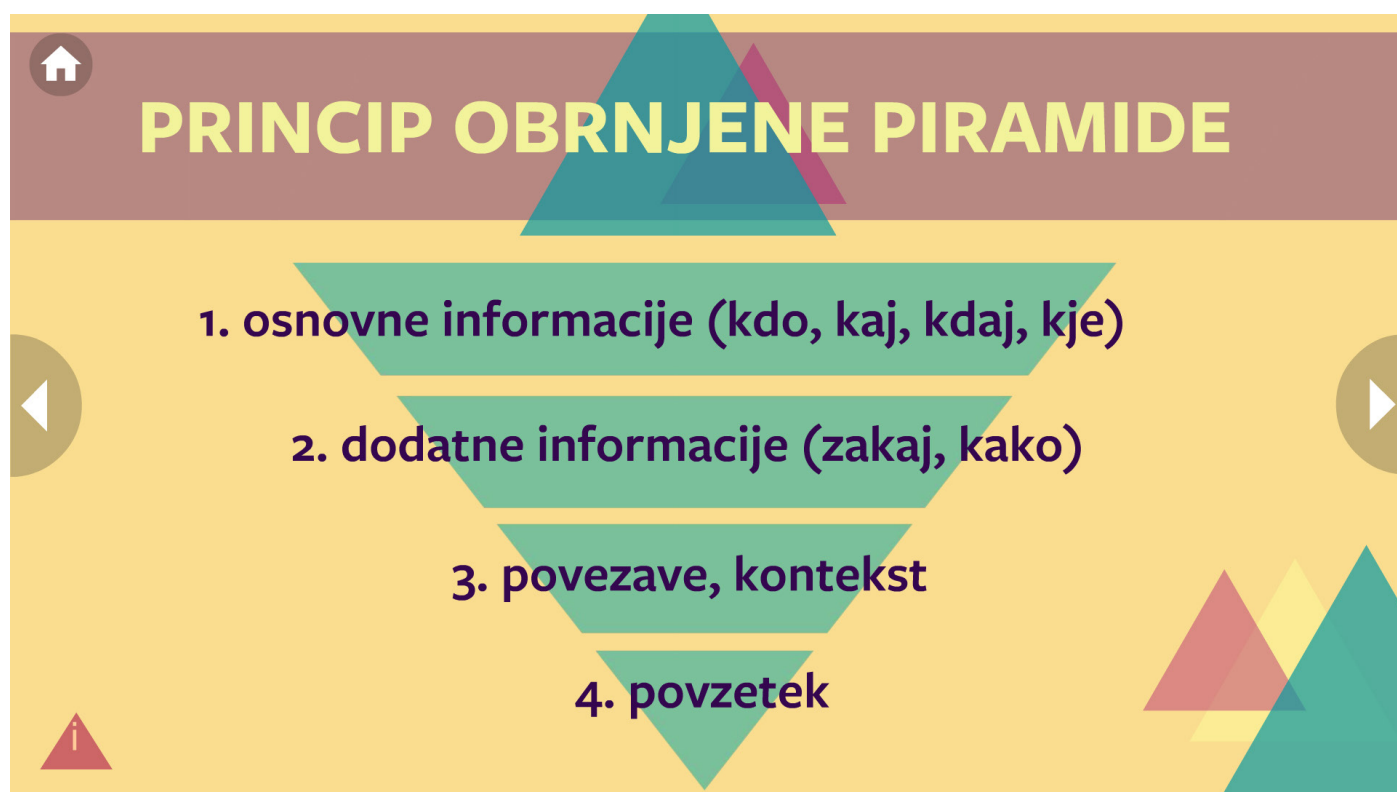 PRINCIP OBRNJENE PIRAMIDE
1. osnovne informacije (kdo, kaj, kdaj, kje)
2. dodatne informacije (zakaj, kako)
3. povezave, kontekst
4. povzetek
i